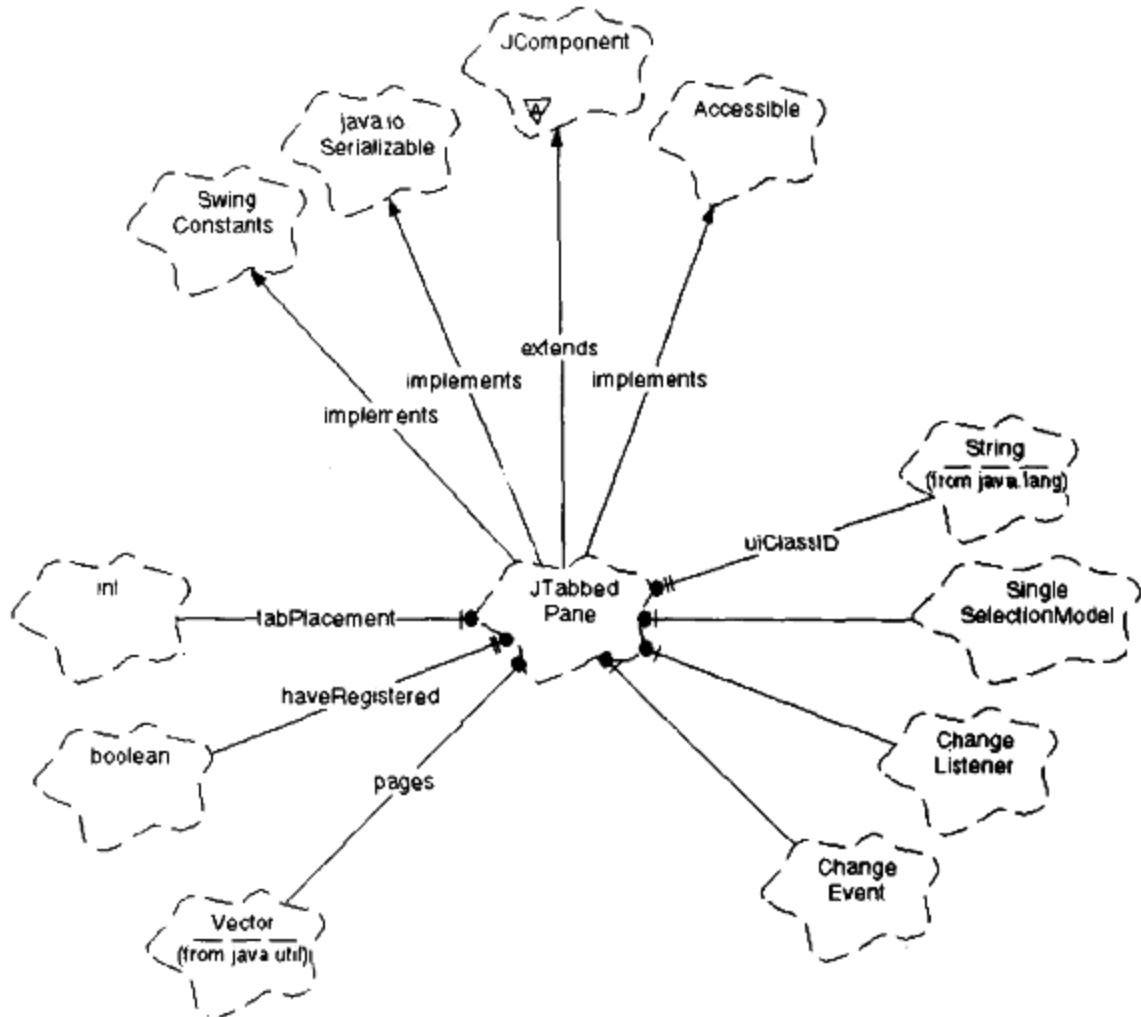 JComponent
A
Accessible
java.io.
Serializable
Swing
Constants
extends
implements
implements
implements
String
(from java.lang)
uiClassID
int
JTabbed
Pane
Single
SelectionModel
tabPlacement
haveRegistered
boolean
Change
Listener
pages
Change
Event
Vector
(from java.util)